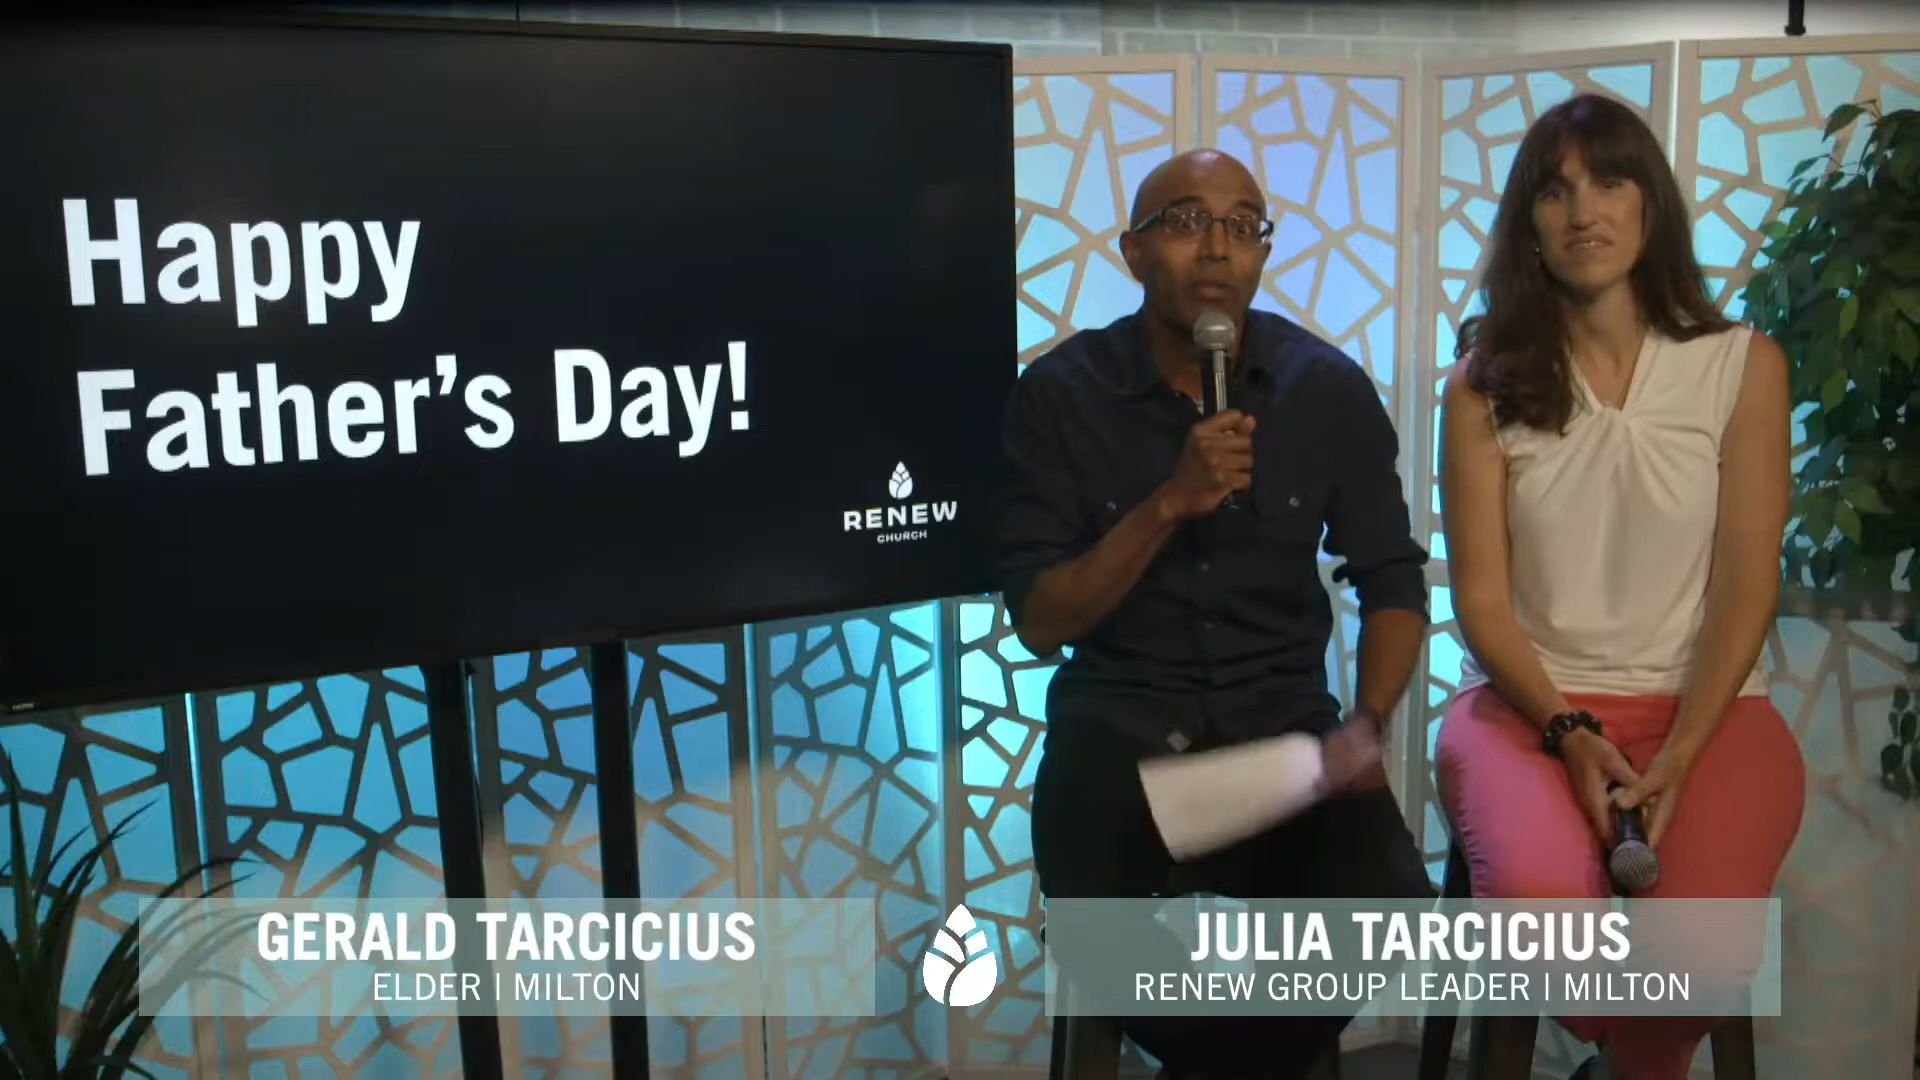 Happy
Father's Day!
RENEW
CHURCH
GERALD TARCICIUS
ELDER | MILTON
JULIA TARCICIUS
RENEW GROUP LEADER | MILTON